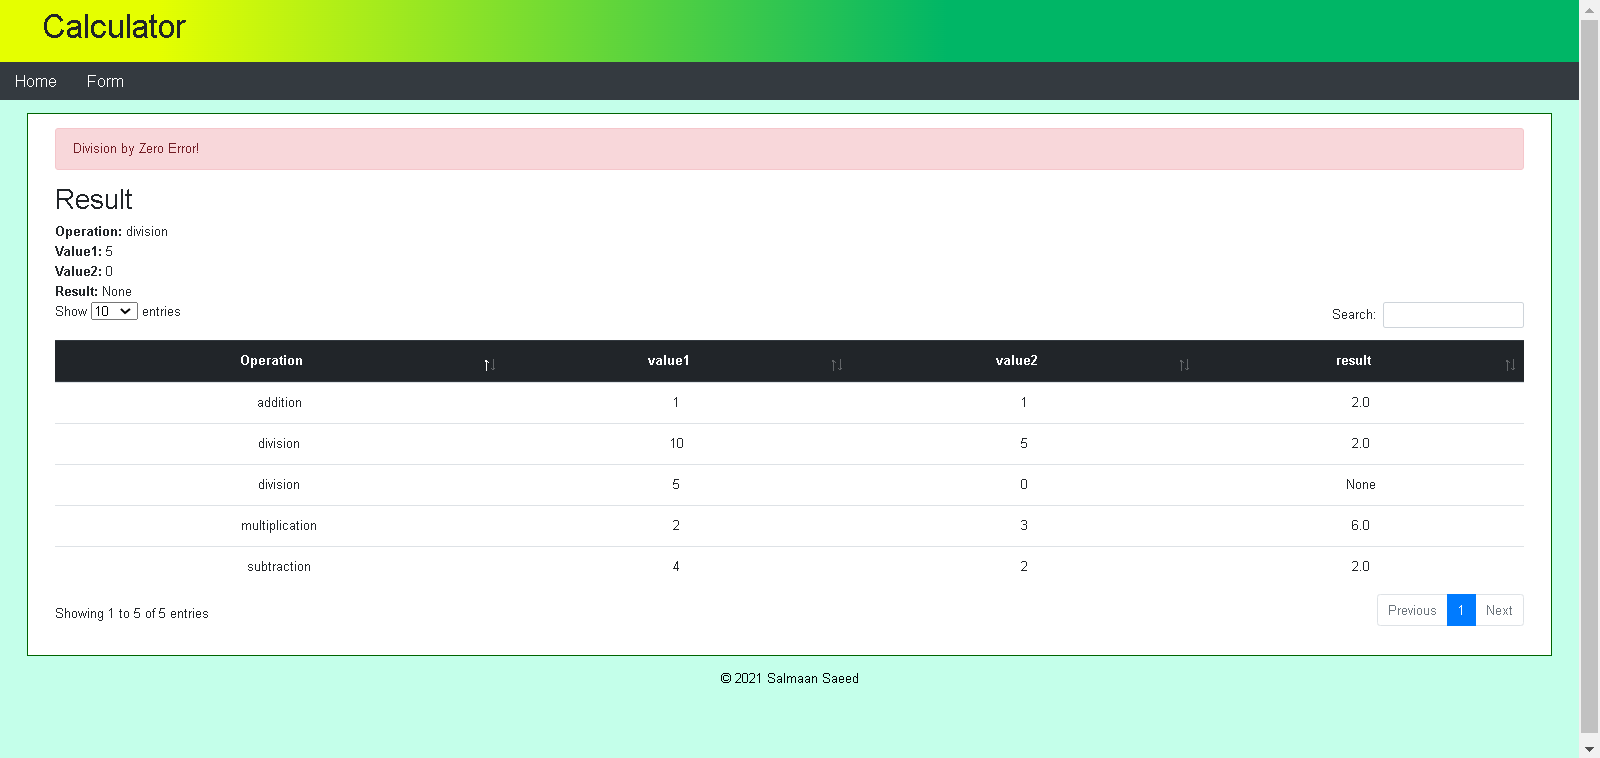 Calculator
Home Form
Division by Zero Error!
Result
Operation: division
Value1: 5
Value2: 0
Result: None
Show 10 entries Search:
Operation value1 value2 result
addition 1 1 2.0
division 10 5 2.0
division 5 0 None
multiplication 2 3 6.0
subtraction 4 2 2.0
Showing 1 to 5 of 5 entries Previous 1 Next
© 2021 Salmaan Saeed